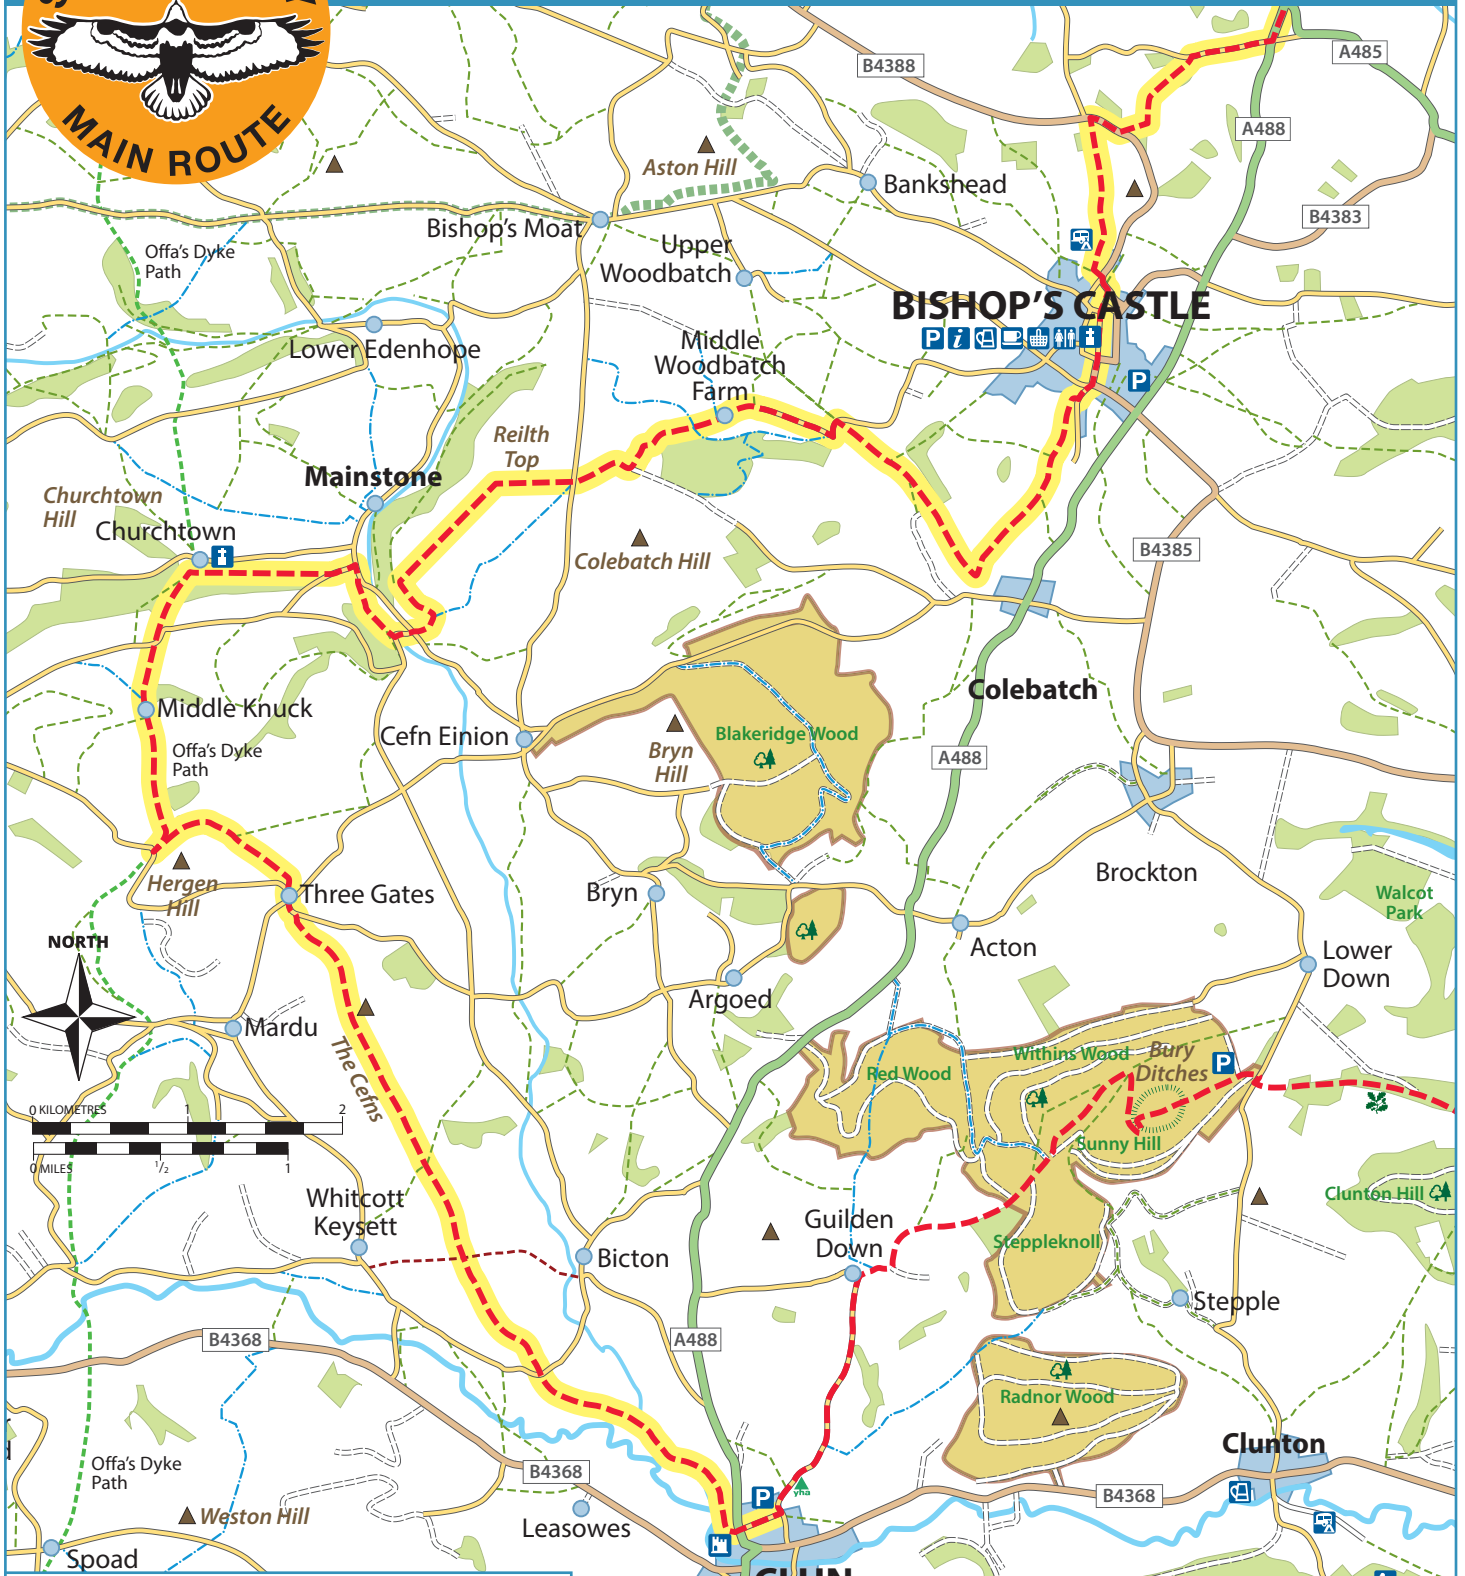 MAIN ROUTE
B4388
A485
A488
Aston Hill
Bankshead
B4383
Bishop's Moat
Offa's Dyke
Path
Upper
Woodbatch
BISHOP'S CASTLE
P
i
Lower Edenhope
Middle
Woodbatch
Farm
P
Reilth
Top
Mainstone
Churchtown
Hill
Churchtown
Colebatch Hill
B4385
Colebatch
Middle Knuck
Offa's Dyke
Path
Cefn Einion
Bryn
Hill
Blakeridge Wood
A488
Brockton
Hergen
Hill
Three Gates
Bryn
Walcot
Park
NORTH
Acton
Lower
Down
Argoed
Mardu
The Cefns
Withins Wood
Bury
Ditches
P
Red Wood
0 KILOMETRES 1 2
0 MILES 1/2 1
Sunny Hill
Clunton Hill
Whitcott
Keysett
Guilden
Down
Steppleknoll
Bicton
Stepple
B4368
A488
Radnor Wood
Clunton
Offa's Dyke
Path
B4368
P
yha
B4368
Weston Hill
Leasowes
Spoad
CLUN